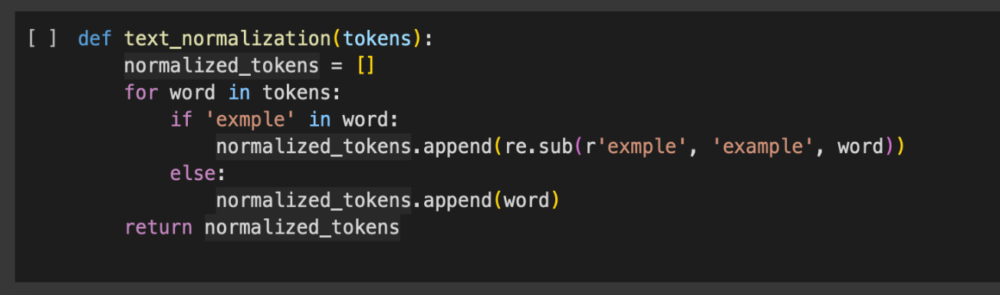 [ ] def text_normalization(tokens):
        normalized_tokens = []
        for word in tokens:
            if 'exmple' in word:
                normalized_tokens.append(re.sub(r'exmple', 'example', word))
            else:
                normalized_tokens.append(word)
        return normalized_tokens